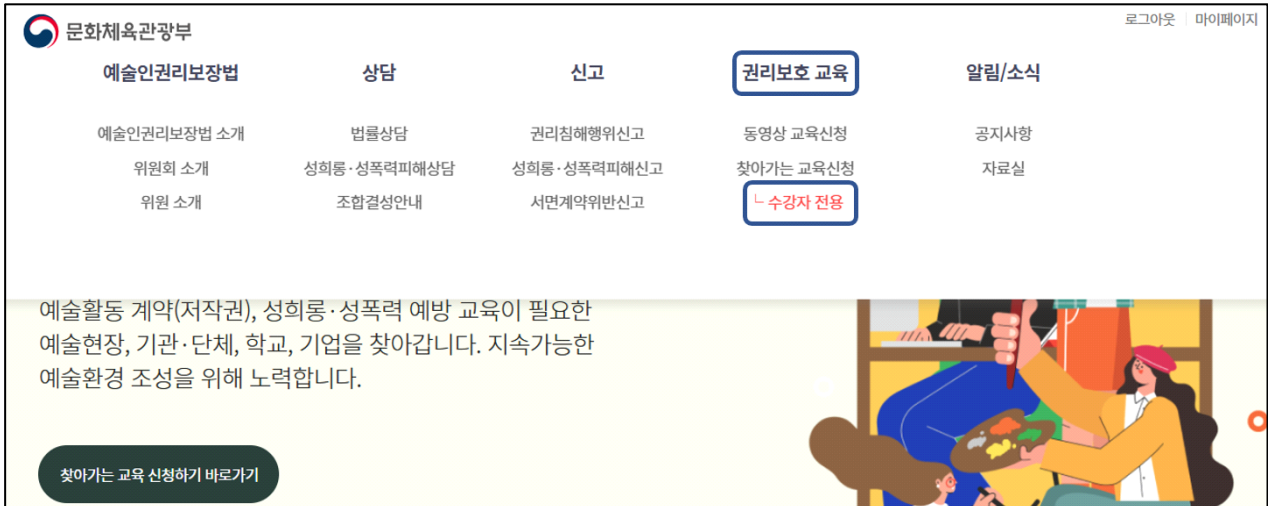 문화체육관광부
로그아웃 | 마이페이지
예술인권리보장법 상담 신고 권리보호 교육 알림/소식
예술인권리보장법 소개 법률상담 권리침해행위신고 동영상 교육신청 공지사항
위원회 소개 성희롱·성폭력피해상담 성희롱·성폭력피해신고 찾아가는 교육신청 자료실
위원 소개 조합결성안내 서면계약위반신고 └ 수강자 전용
예술활동 계약(저작권), 성희롱·성폭력 예방 교육이 필요한
예술현장, 기관·단체, 학교, 기업을 찾아갑니다. 지속가능한
예술환경 조성을 위해 노력합니다.
찾아가는 교육 신청하기 바로가기